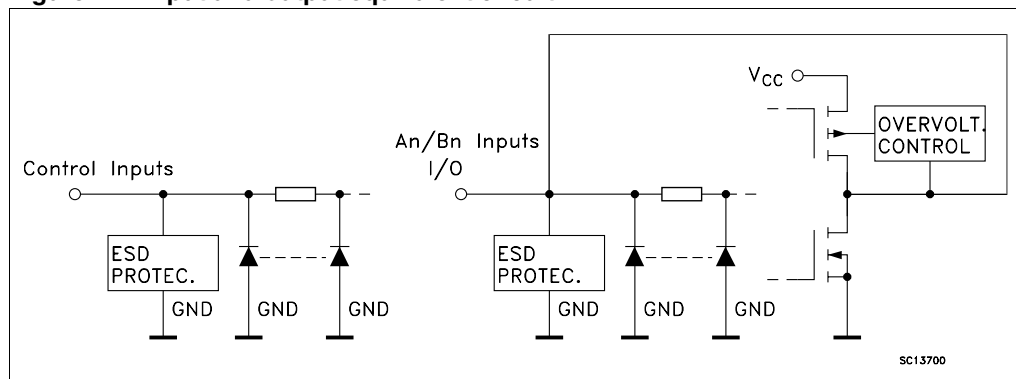 Control Inputs
ESD
PROTEC.
GND
GND
GND
An/Bn Inputs
I/O
ESD
PROTEC.
GND
GND
GND
VCC
OVERVOLT.
CONTROL
SC13700